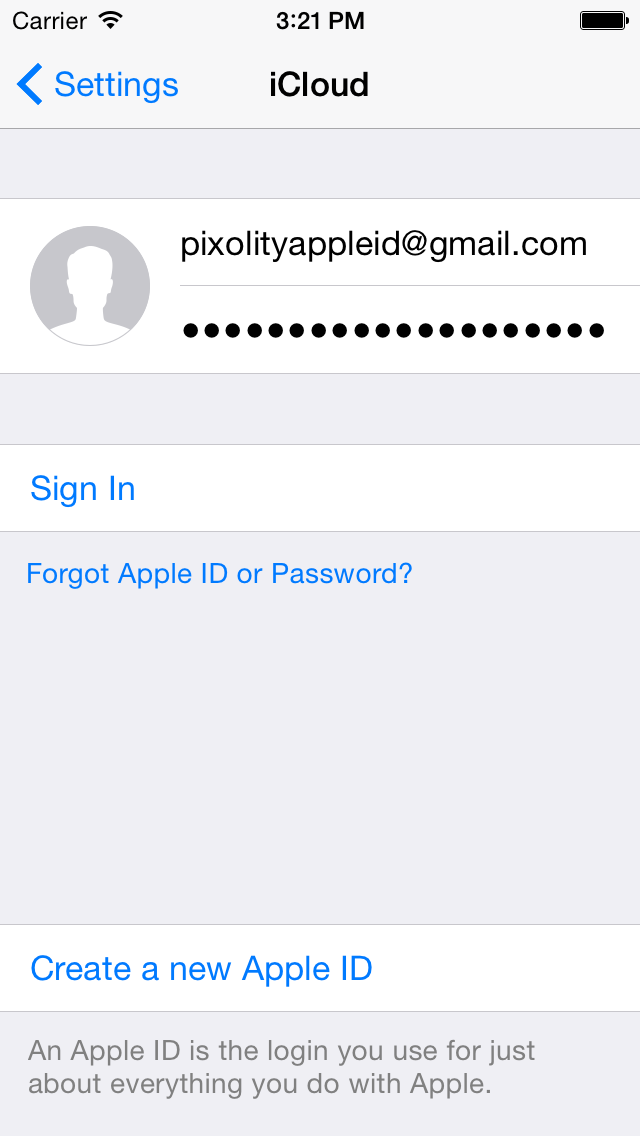 Carrier 3:21 PM
Settings iCloud
pixolityappleid@gmail.com
●●●●●●●●●●●●●●●●●●●●
Sign In
Forgot Apple ID or Password?
Create a new Apple ID
An Apple ID is the login you use for just
about everything you do with Apple.